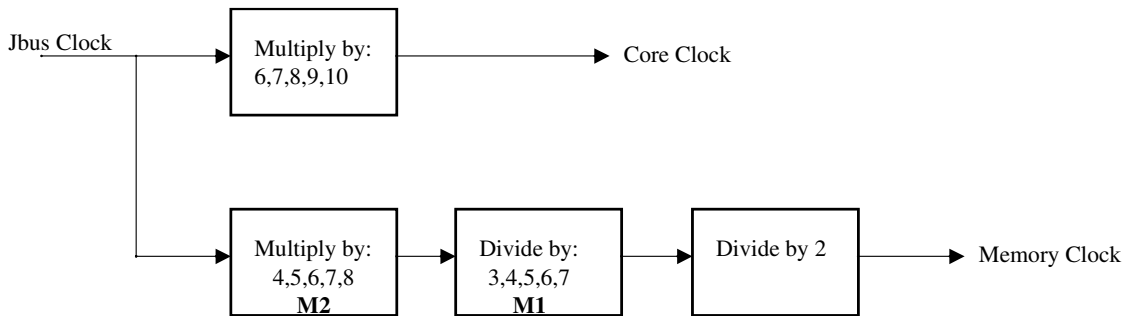 Jbus Clock
Multiply by:
6,7,8,9,10
Core Clock
Multiply by:
4,5,6,7,8
M2
Divide by:
3,4,5,6,7
M1
Divide by 2
Memory Clock